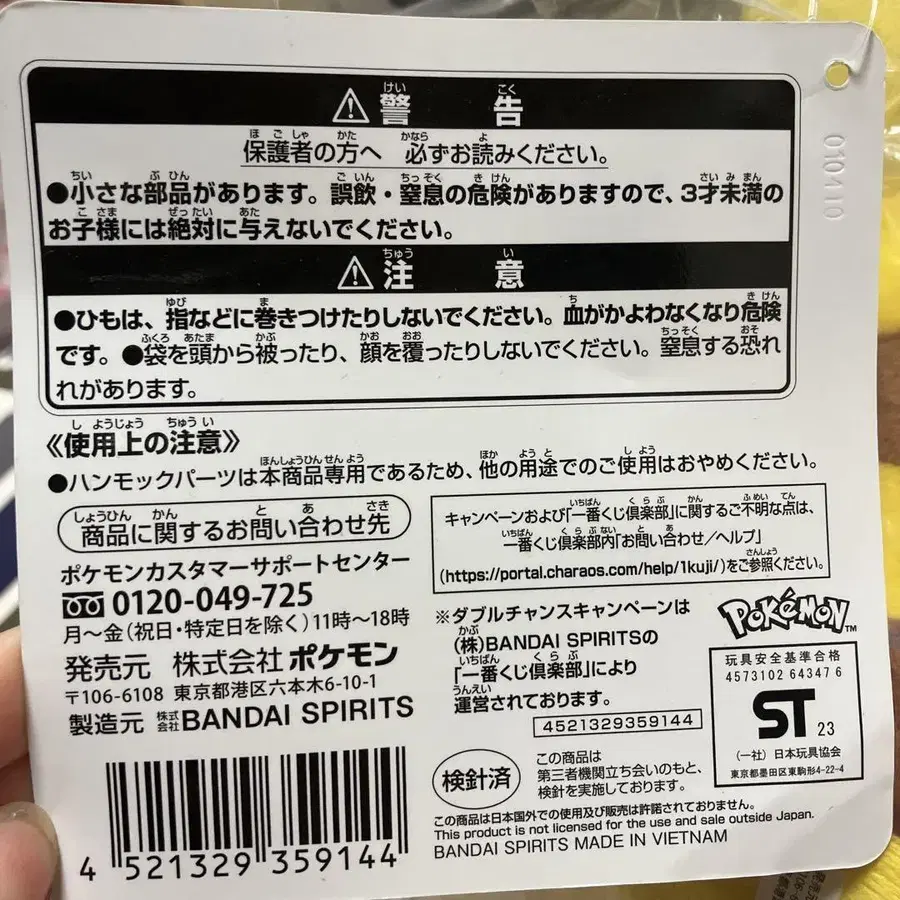 ⚠警告
保護者の方へ 必ずお読みください。
●小さな部品があります。誤飲・窒息の危険がありますので、3才未満の
お子様には絶対に与えないでください。
⚠注意
●ひもは、指などに巻きつけたりしないでください。血がかよわなくなり危険
です。●袋を頭から被ったり、顔を覆ったりしないでください。窒息する恐れ
れがあります。
《使用上の注意》
●ハンモックパーツは本商品専用であるため、他の用途でのご使用はおやめください。
商品に関するお問い合わせ先
ポケモンカスタマーサポートセンター
0120-049-725
月〜金(祝日・特定日を除く)11時〜18時
発売元 株式会社ポケモン
〒106-6108 東京都港区六本木6-10-1
製造元 株式会社BANDAI SPIRITS
4 521329 359144
キャンペーンおよび「一番くじ倶楽部」に関するご不明な点は、
一番くじ倶楽部内「お問い合わせ/ヘルプ」
(https://portal.charaos.com/help/1kuji/)をご参照ください。
※ダブルチャンスキャンペーンは
(株)BANDAI SPIRITSの
「一番くじ倶楽部」により
運営されております。
4521329359144
POKéMON™
玩具安全基準合格
4573102 64347 6
ST 23
(一社)日本玩具協会
東京都墨田区東駒形4-22-4
検針済
この商品は
第三者機関立ち会いのもと、
検針を実施しております。
この商品は日本国外での使用及び販売は許諾されておりません。
This product is not licensed for the use and sale outside Japan.
BANDAI SPIRITS MADE IN VIETNAM